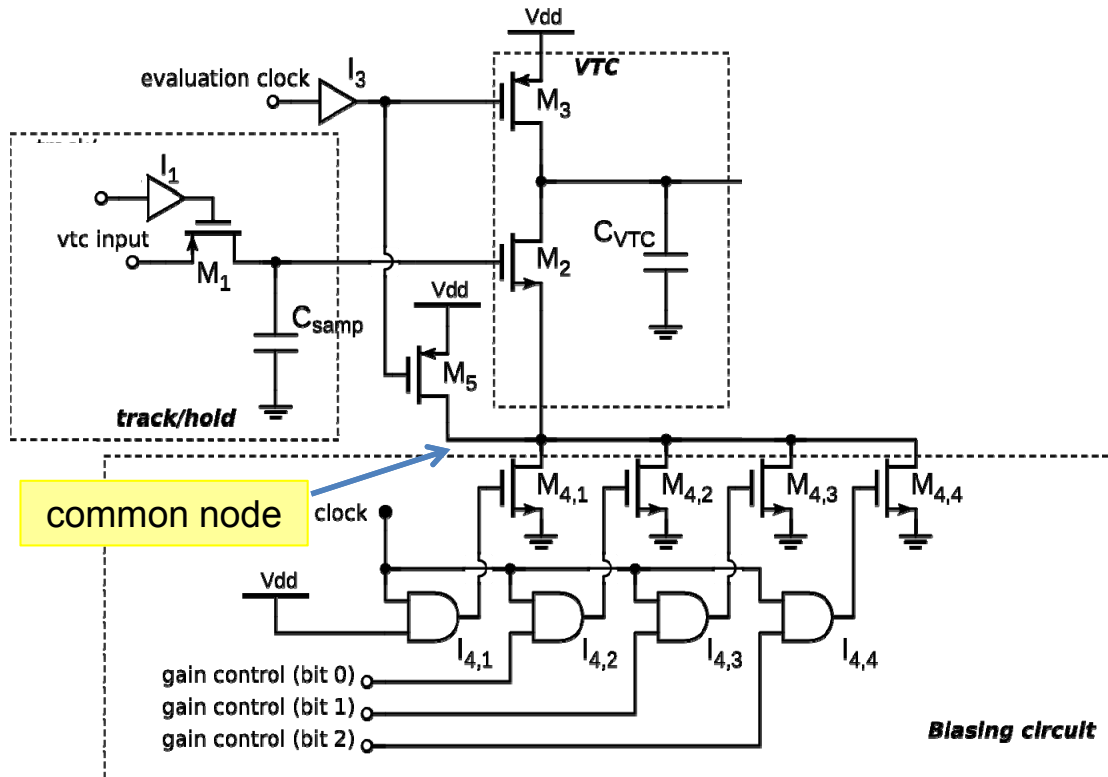 Vdd
evaluation clock
I3
VTC
M3
I1
vtc input
M1
M2
CVTC
Csamp
Vdd
M5
track/hold
common node
clock
M4,1
M4,2
M4,3
M4,4
Vdd
I4,1
I4,2
I4,3
I4,4
gain control (bit 0)
gain control (bit 1)
gain control (bit 2)
Biasing circuit